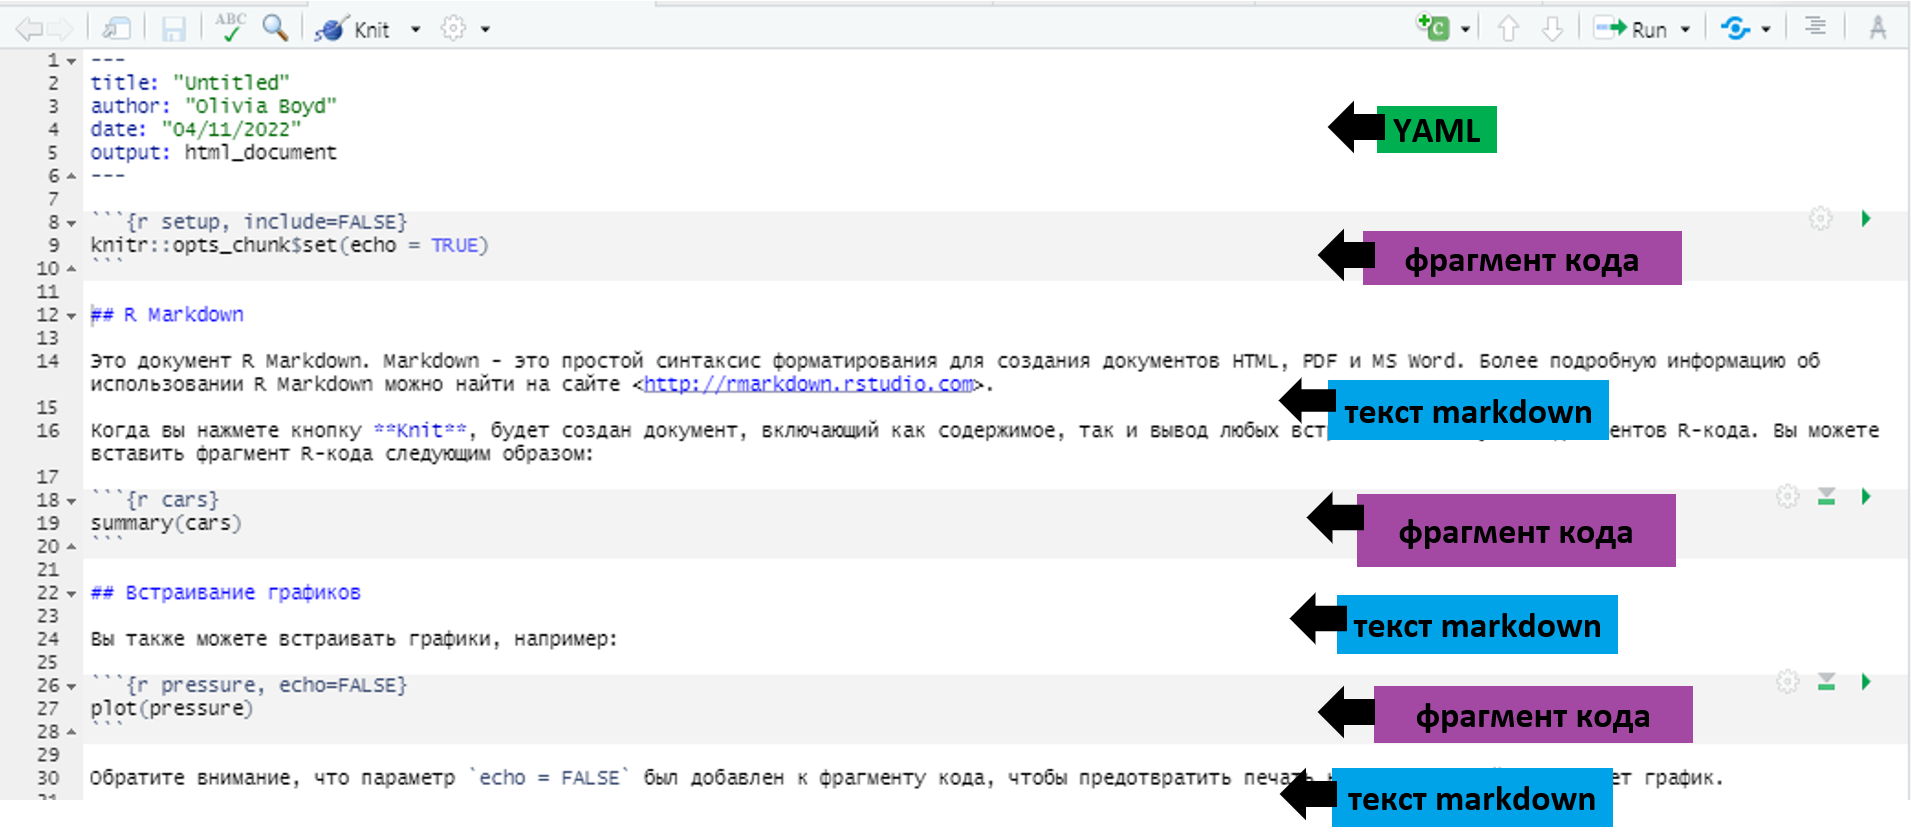 ABC Knit C Run
1 ---
2 title: "Untitled"
3 author: "Olivia Boyd"
4 date: "04/11/2022"
5 output: html_document
YAML
6 ---
7
8 ```{r setup, include=FALSE}
9 knitr::opts_chunk$set(echo = TRUE)
фрагмент кода
10 ```
11
12 ## R Markdown
13
14 Это документ R Markdown. Markdown - это простой синтаксис форматирования для создания документов HTML, PDF и MS Word. Более подробную информацию об
использовании R Markdown можно найти на сайте <http://rmarkdown.rstudio.com>.
15
текст markdown
16 Когда вы нажмете кнопку **Knit**, будет создан документ, включающий как содержимое, так и вывод любых R-кода. Вы можете
вставить фрагмент R-кода следующим образом:
17
18 ```{r cars}
19 summary(cars)
фрагмент кода
20 ```
21
22 ## Встраивание графиков
23
24 Вы также можете встраивать графики, например:
текст markdown
25
26 ```{r pressure, echo=FALSE}
27 plot(pressure)
фрагмент кода
28 ```
29
30 Обратите внимание, что параметр `echo = FALSE` был добавлен к фрагменту кода, чтобы предотвратить печать график.
текст markdown